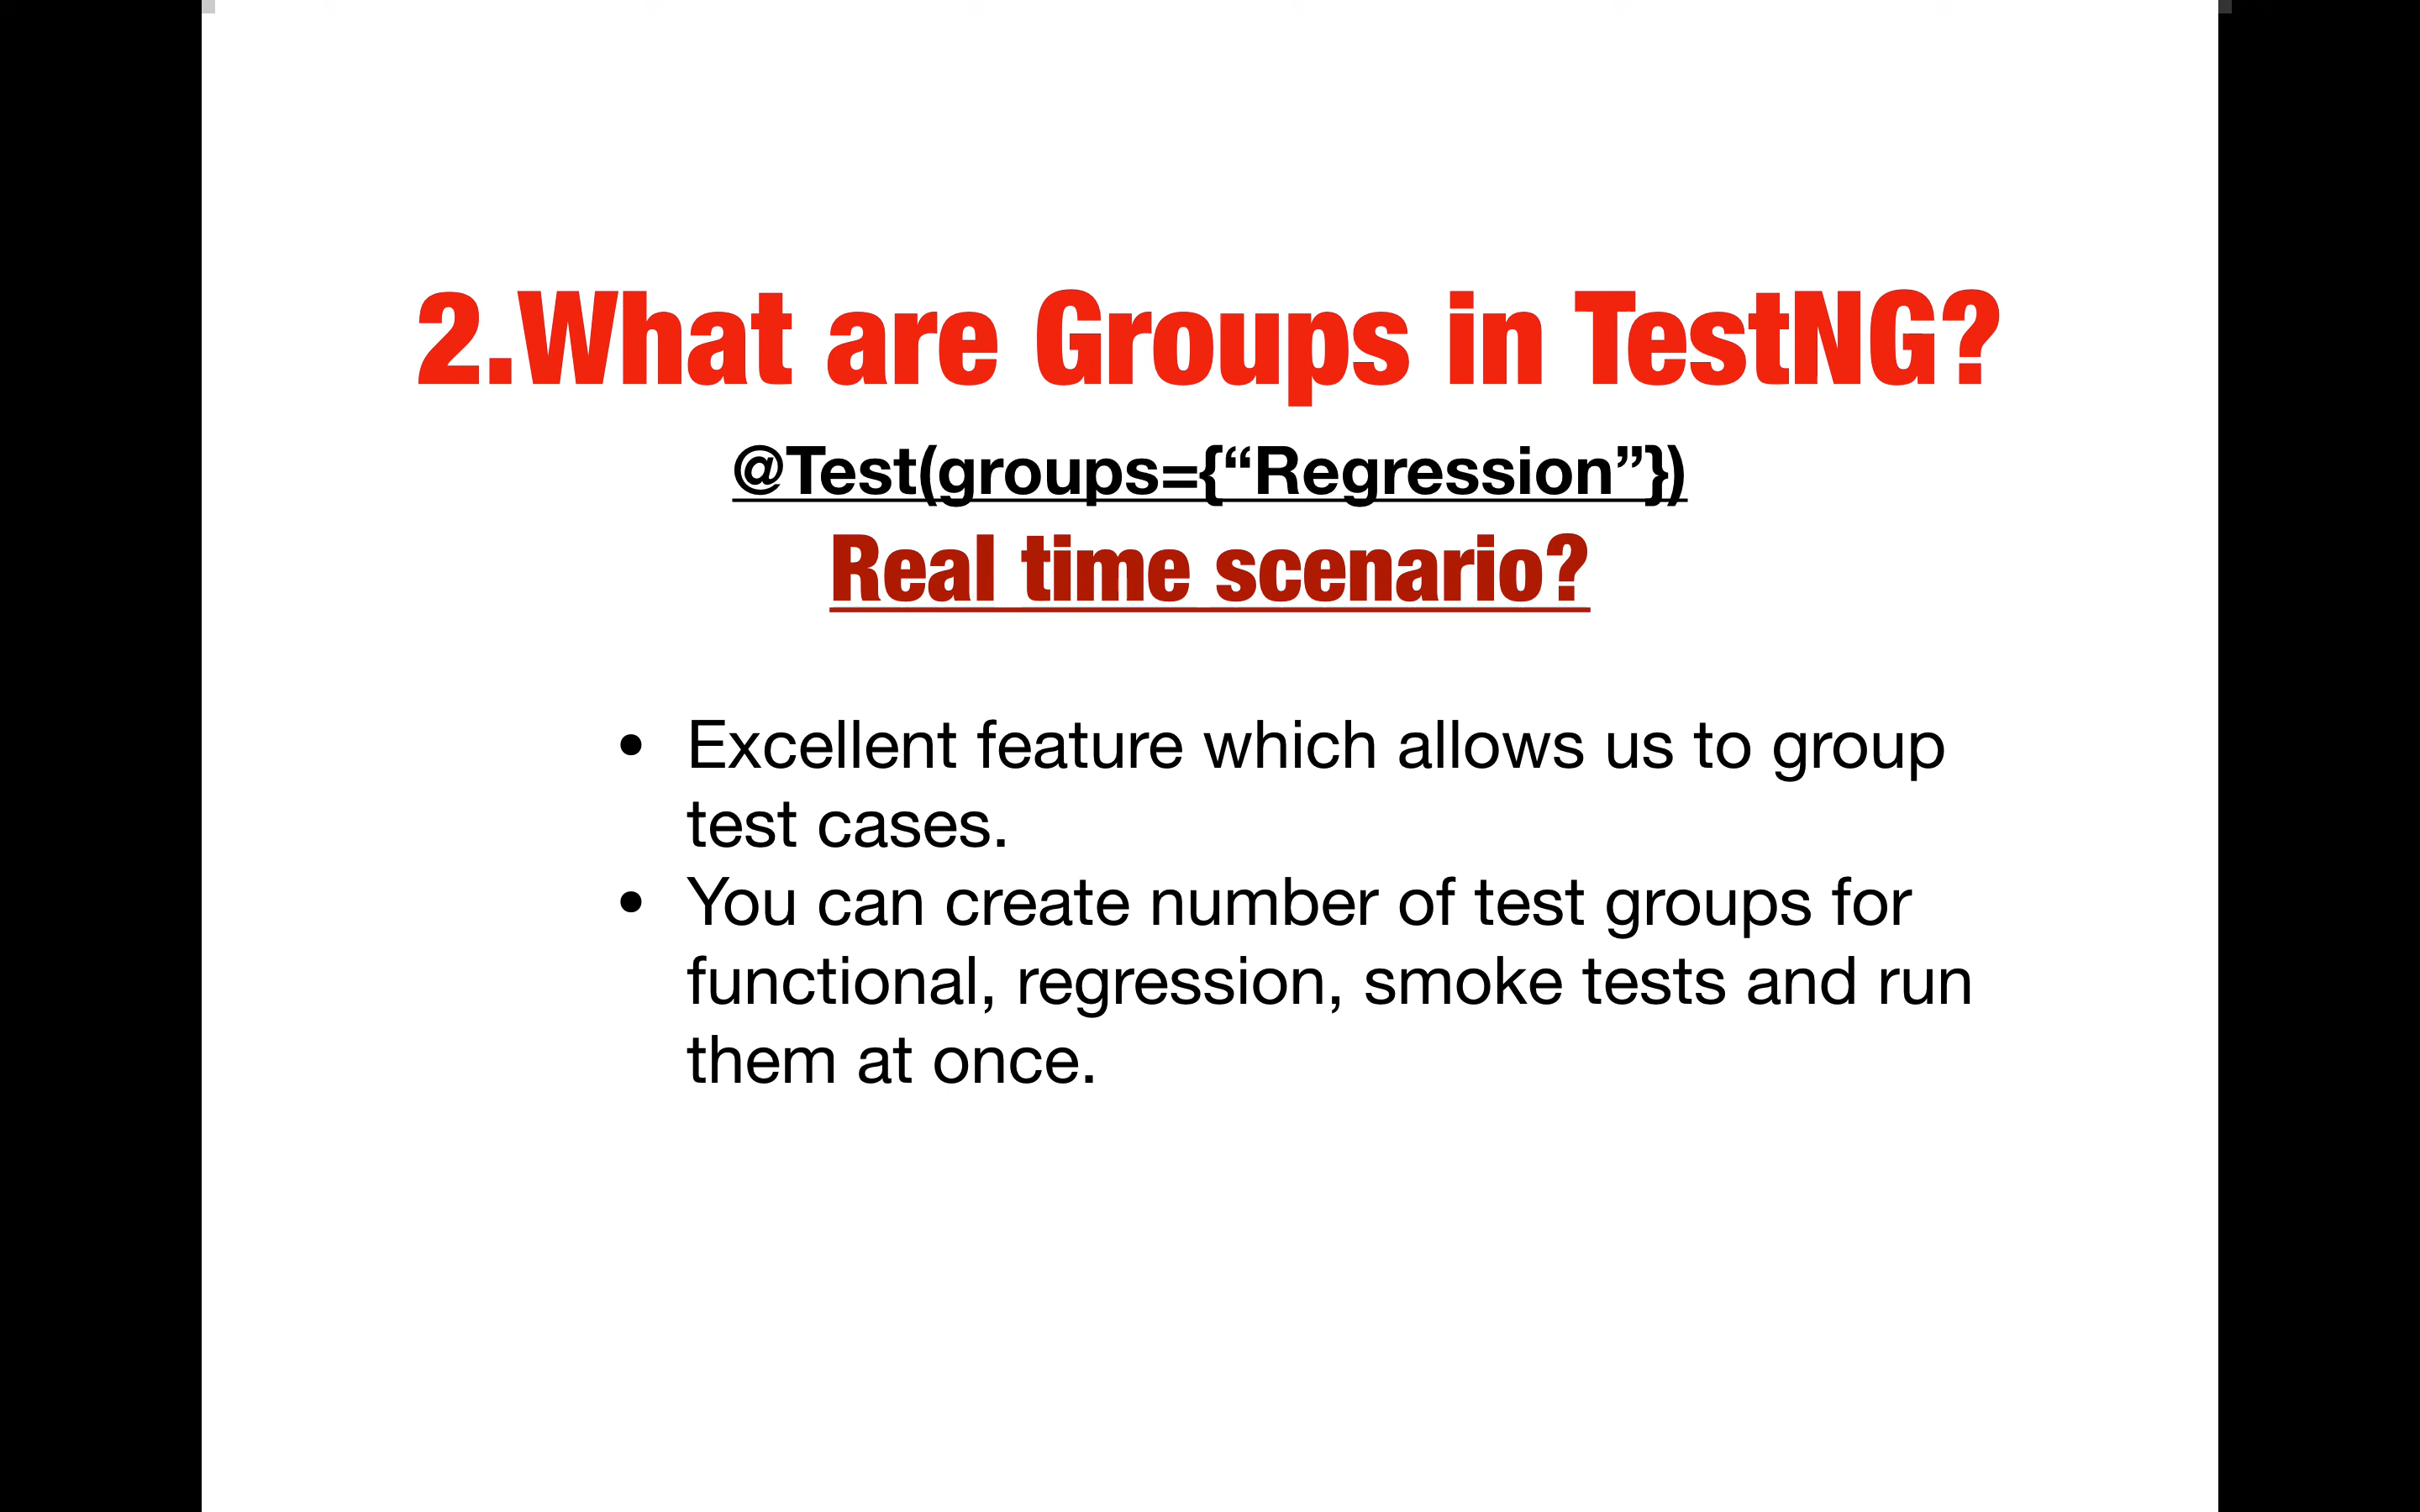 2.What are Groups in TestNG?
@Test(groups={“Regression”})
Real time scenario?
• Excellent feature which allows us to group
test cases.
• You can create number of test groups for
functional, regression, smoke tests and run
them at once.